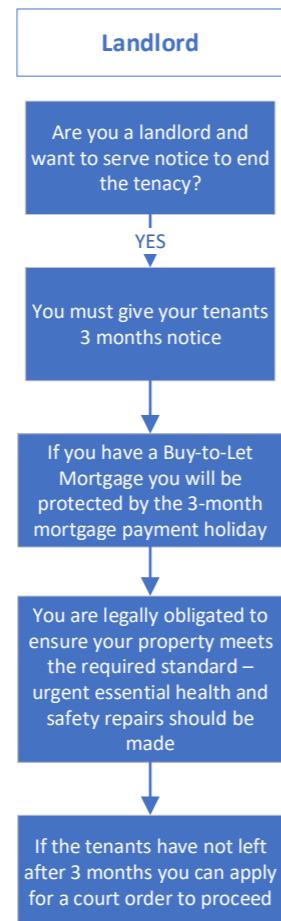 Landlord
Are you a landlord and
want to serve notice to end
the tenacy?
YES
You must give your tenants
3 months notice
If you have a Buy-to-Let
Mortgage you will be
protected by the 3-month
mortgage payment holiday
You are legally obligated to
ensure your property meets
the required standard –
urgent essential health and
safety repairs should be
made
If the tenants have not left
after 3 months you can apply
for a court order to proceed